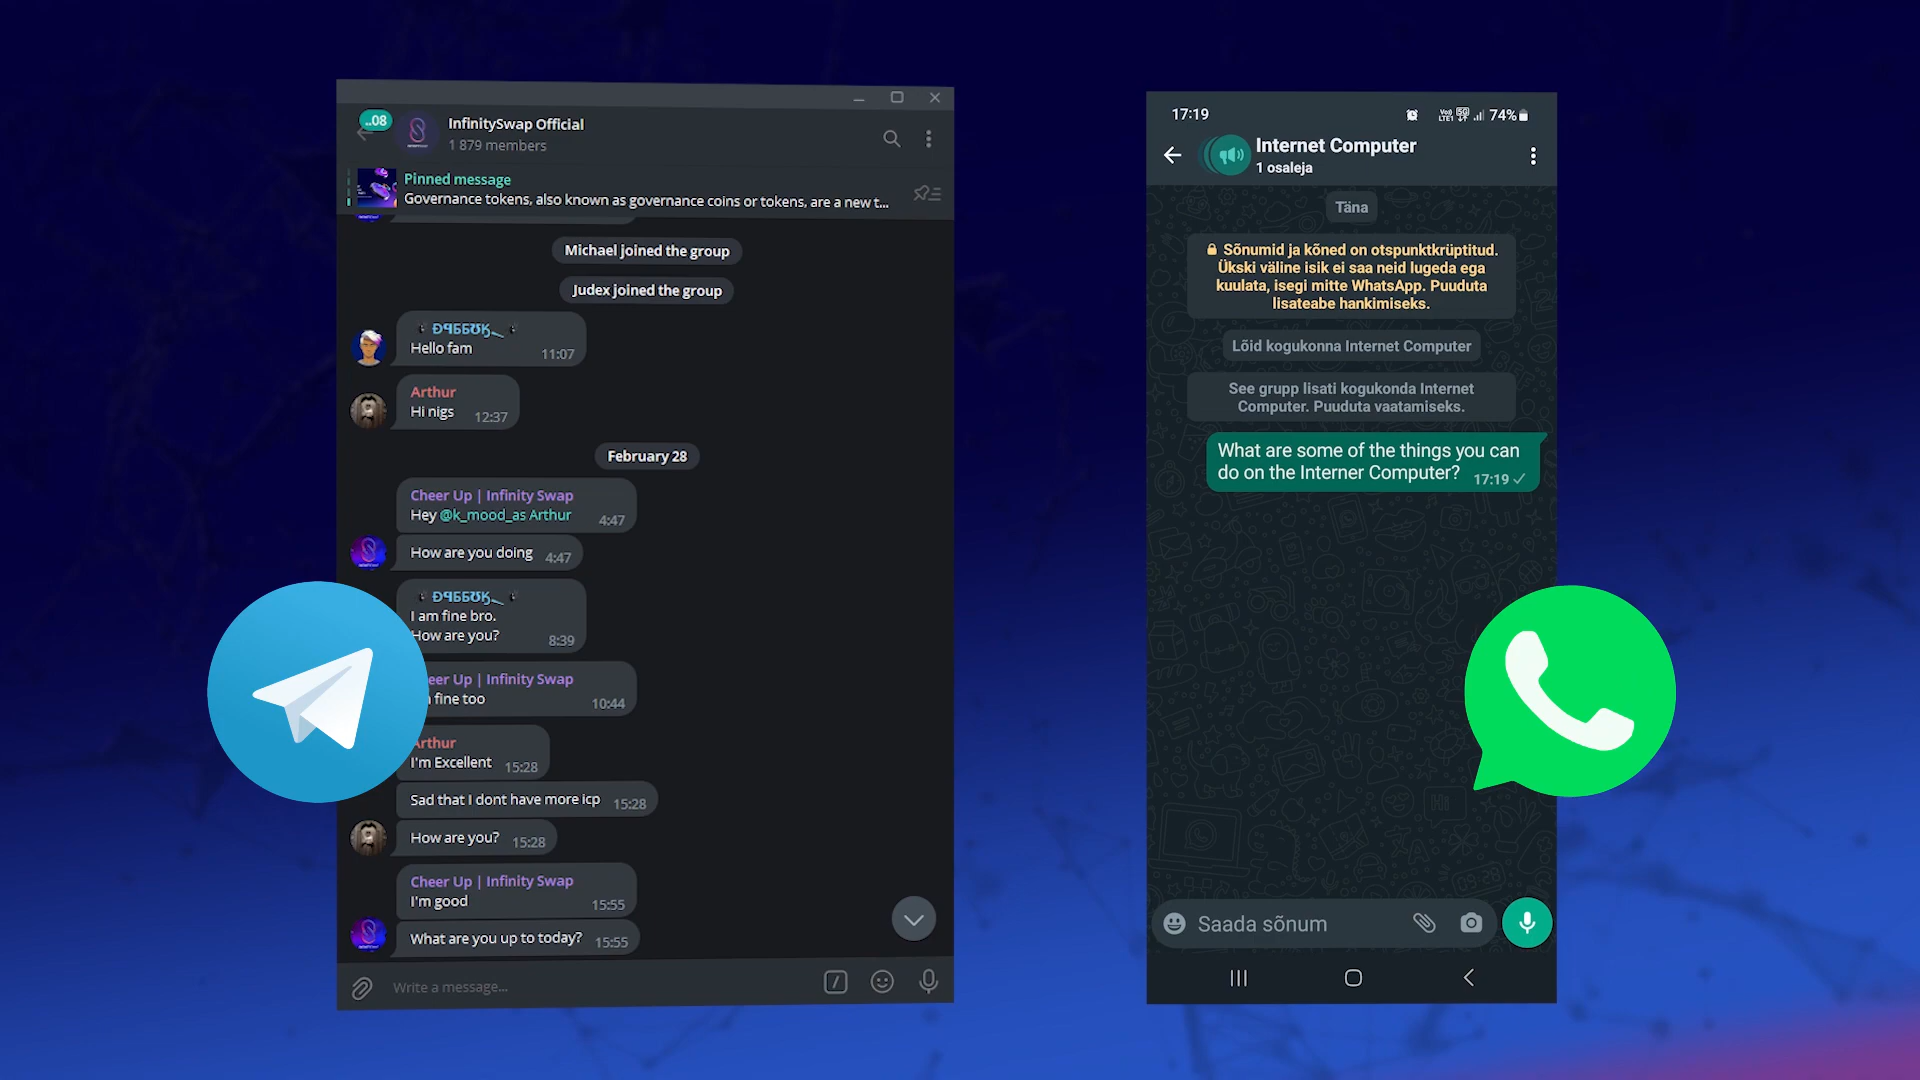 ..08
InfinitySwap Official
1 879 members
Pinned message
Governance tokens, also known as governance coins or tokens, are a new t...
Michael joined the group
Judex joined the group
Hello fam
11:07
Arthur
Hi nigs 12:37
February 28
Cheer Up | Infinity Swap
Hey @k_mood_as Arthur 4:47
How are you doing 4:47
I am fine bro.
How are you?
8:39
eer Up | Infinity Swap
fine too 10:44
Arthur
I'm Excellent 15:28
Sad that I dont have more icp 15:28
How are you? 15:28
Cheer Up | Infinity Swap
I'm good 15:55
What are you up to today? 15:55
Write a message...
17:19
74%
Internet Computer
1 osaleja
Täna
Sõnumid ja kõned on otspunktkrüptitud.
Ükski väline isik ei saa neid lugeda ega
kuulata, isegi mitte WhatsApp. Puuduta
lisateabe hankimiseks.
Lõid kogukonna Internet Computer
See grupp lisati kogukonda Internet
Computer. Puuduta vaatamiseks.
What are some of the things you can
do on the Interner Computer? 17:19
Saada sõnum